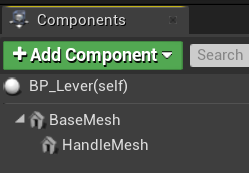 Components
+ Add Component
Search
BP_Lever(self)
BaseMesh
HandleMesh